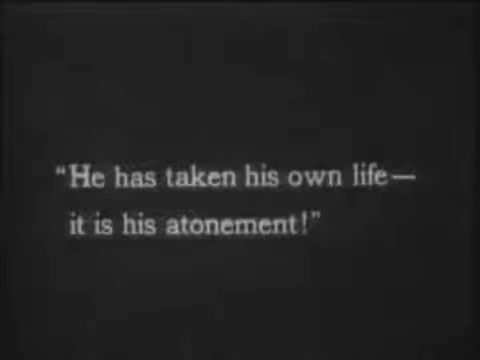 “He has taken his own life—
it is his atonement!”